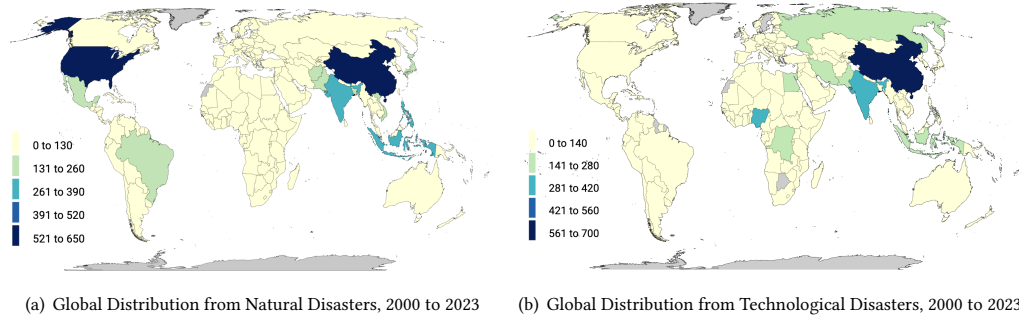 0 to 130
131 to 260
261 to 390
391 to 520
521 to 650
0 to 140
141 to 280
281 to 420
421 to 560
561 to 700
(a) Global Distribution from Natural Disasters, 2000 to 2023
(b) Global Distribution from Technological Disasters, 2000 to 2023